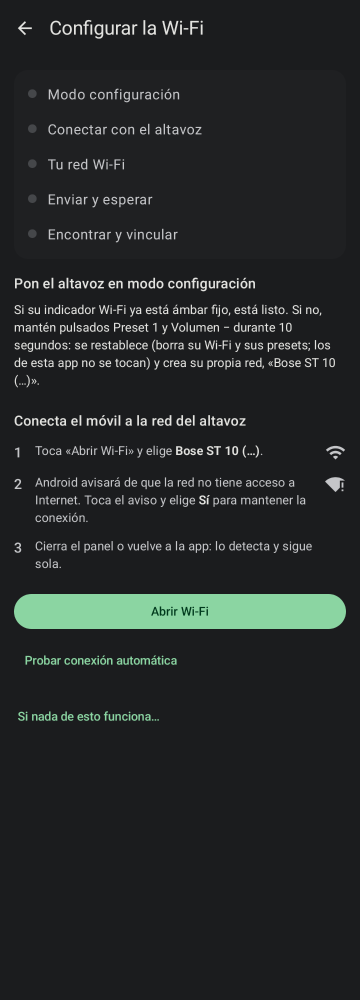 Configurar la Wi-Fi
Modo configuración
Conectar con el altavoz
Tu red Wi-Fi
Enviar y esperar
Encontrar y vincular
Pon el altavoz en modo configuración
Si su indicador Wi-Fi ya está ámbar fijo, está listo. Si no,
mantén pulsados Preset 1 y Volumen − durante 10
segundos: se restablece (borra su Wi-Fi y sus presets; los
de esta app no se tocan) y crea su propia red, «Bose ST 10
(…)».
Conecta el móvil a la red del altavoz
1 Toca «Abrir Wi-Fi» y elige Bose ST 10 (…).
2 Android avisará de que la red no tiene acceso a
Internet. Toca el aviso y elige Sí para mantener la
conexión.
3 Cierra el panel o vuelve a la app: lo detecta y sigue
sola.
Abrir Wi-Fi
Probar conexión automática
Si nada de esto funciona…